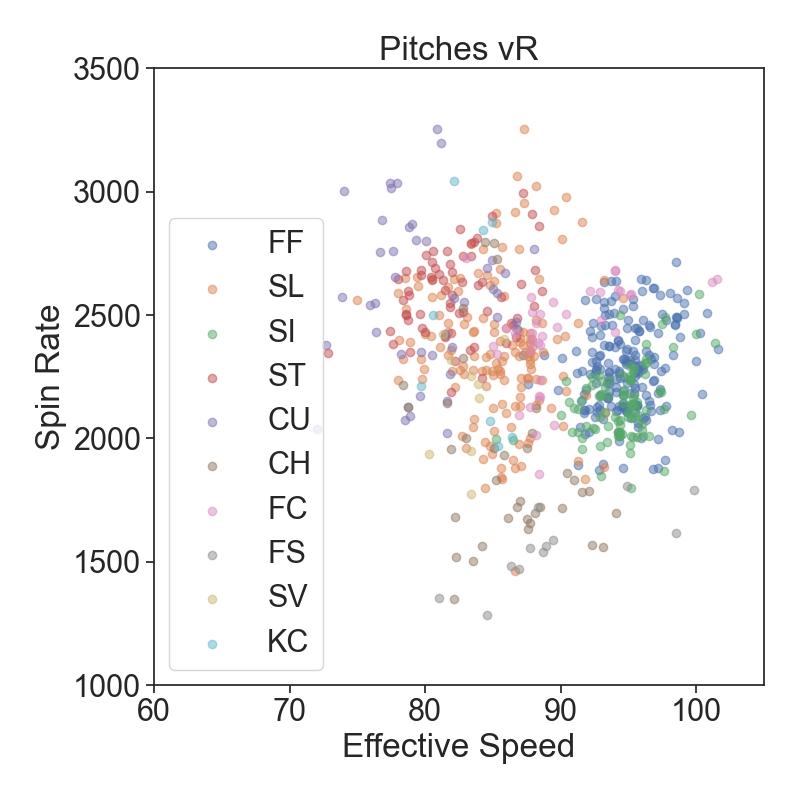 Pitches vR
3500
3000
2500
2000
1500
1000
Spin Rate
FF
SL
SI
ST
CU
CH
FC
FS
SV
KC
60
70
80
90
100
Effective Speed